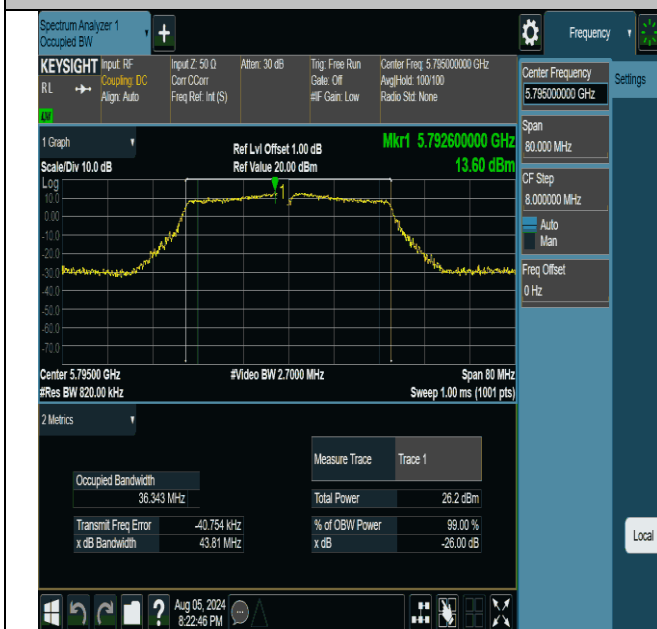 Spectrum Analyzer 1
Occupied BW
Frequency
KEYSIGHT
RL
LM
Input: RF
Coupling: DC
Align: Auto
Input Z: 50 Ω
Corr CCorr
Freq Ref: Int (S)
Atten: 30 dB
Trig: Free Run
Gate: Off
#IF Gain: Low
Center Freq: 5.795000000 GHz
Avg|Hold: 100/100
Radio Std: None
Center Frequency
5.795000000 GHz
Settings
Span
80.000 MHz
CF Step
8.000000 MHz
Auto
Man
Freq Offset
0 Hz
Local
1 Graph
Scale/Div 10.0 dB
Ref Lvl Offset 1.00 dB
Ref Value 20.00 dBm
Mkr1 5.792600000 GHz
13.60 dBm
Log
1
10.0
0.00
-10.0
-20.0
-30.0
-40.0
-50.0
-60.0
-70.0
Center 5.79500 GHz
#Res BW 820.00 kHz
#Video BW 2.7000 MHz
Span 80 MHz
Sweep 1.00 ms (1001 pts)
2 Metrics
Measure Trace Trace 1
Occupied Bandwidth
36.343 MHz
Total Power 26.2 dBm
Transmit Freq Error -40.754 kHz
% of OBW Power 99.00 %
x dB Bandwidth 43.81 MHz
x dB -26.00 dB
?
Aug 05, 2024
8:22:46 PM